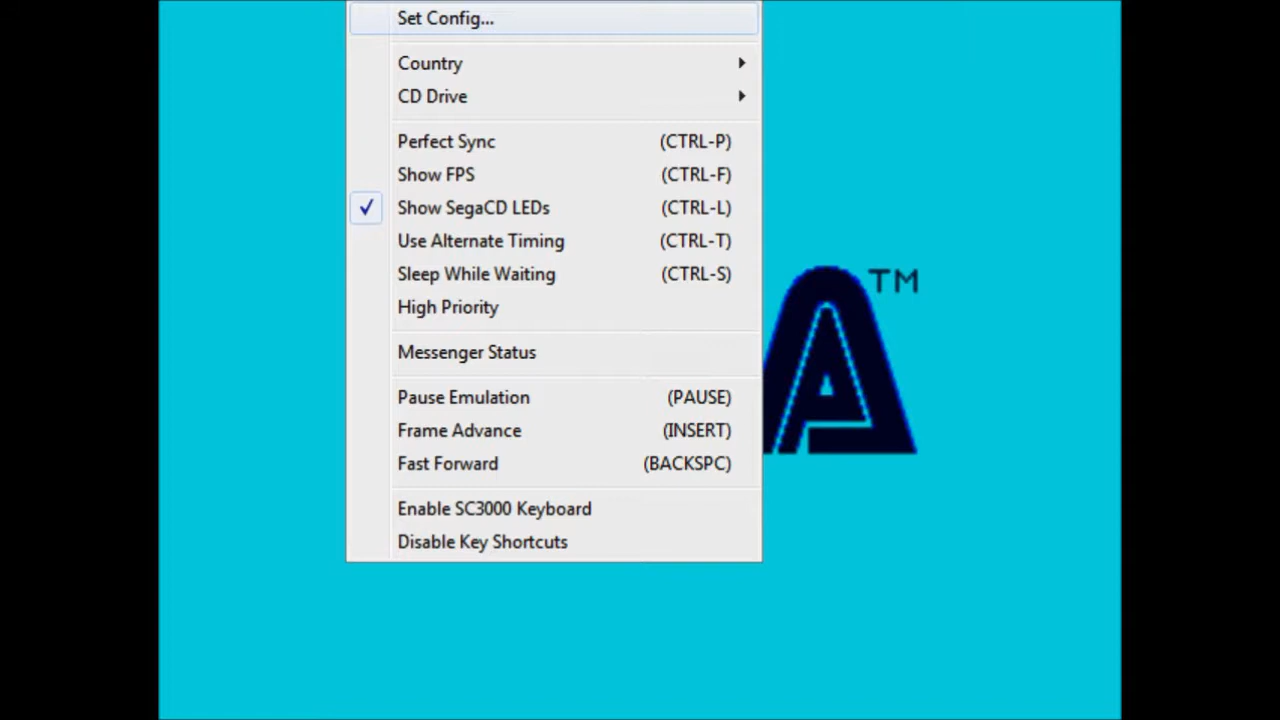 Set Config...
Country
CD Drive
Perfect Sync (CTRL-P)
Show FPS (CTRL-F)
Show SegaCD LEDs (CTRL-L)
Use Alternate Timing (CTRL-T)
Sleep While Waiting (CTRL-S)
High Priority
Messenger Status
Pause Emulation (PAUSE)
Frame Advance (INSERT)
Fast Forward (BACKSPC)
Enable SC3000 Keyboard
Disable Key Shortcuts
A™